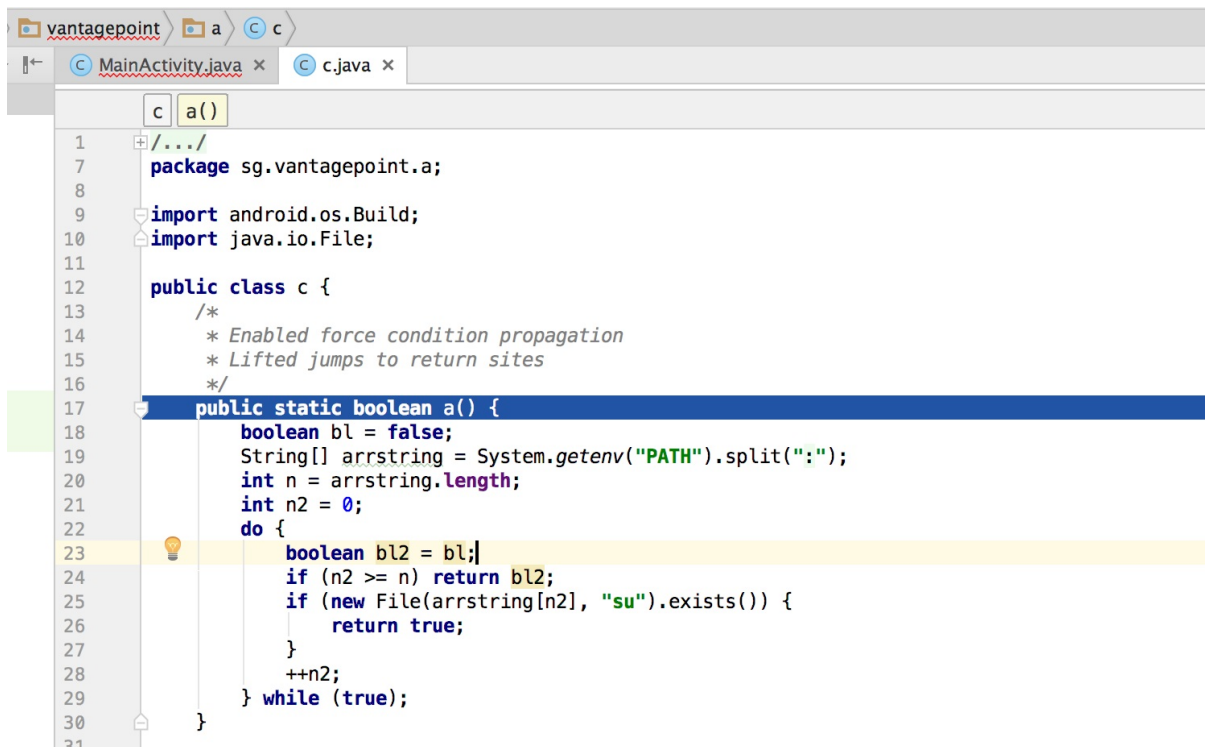 vantagepoint a C c
C MainActivity.java × C c.java ×
c a()
1 /.../
7 package sg.vantagepoint.a;
8
9 import android.os.Build;
10 import java.io.File;
11
12 public class c {
13 /*
14 * Enabled force condition propagation
15 * Lifted jumps to return sites
16 */
17 public static boolean a() {
18 boolean bl = false;
19 String[] arrstring = System.getenv("PATH").split(":");
20 int n = arrstring.length;
21 int n2 = 0;
22 do {
23 boolean bl2 = bl;
24 if (n2 >= n) return bl2;
25 if (new File(arrstring[n2], "su").exists()) {
26 return true;
27 }
28 ++n2;
29 } while (true);
30 }
31